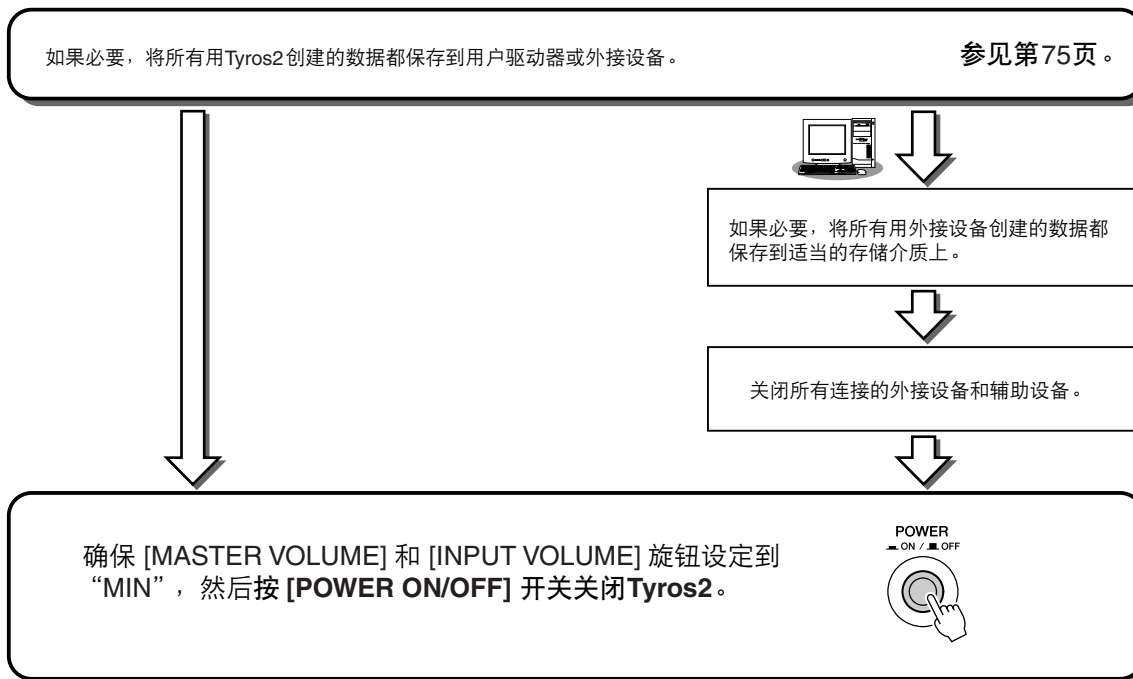 如果必要，将所有用Tyros2创建的数据都保存到用户驱动器或外接设备。
参见第75页。
如果必要，将所有用外接设备创建的数据都
保存到适当的存储介质上。
关闭所有连接的外接设备和辅助设备。
确保 [MASTER VOLUME] 和 [INPUT VOLUME] 旋钮设定到
“MIN”，然后按 [POWER ON/OFF] 开关关闭Tyros2。
POWER
ON / OFF